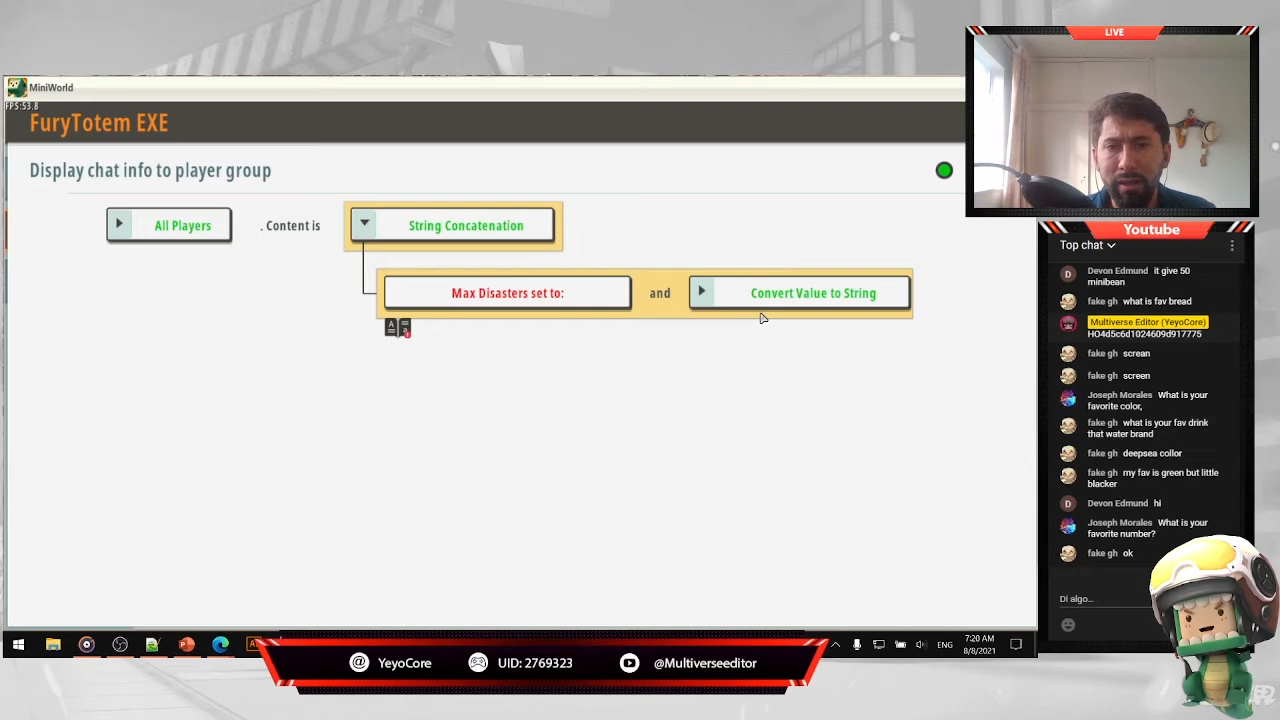 LIVE
MiniWorld
FPS:53.8
FuryTotem EXE
Display chat info to player group
All Players
. Content is
String Concatenation
Max Disasters set to:
and
Convert Value to String
Youtube
Top chat
Devon Edmund it give 50
minibean
fake gh what is fav bread
Multiverse Editor (YeyoCore)
HO4d5c6d1024609d917775
fake gh screan
fake gh screen
Joseph Morales What is your
favorite color,
fake gh what is your fav drink
that water brand
fake gh deepsea collor
fake gh my fav is green but little
blacker
Devon Edmund hi
Joseph Morales What is your
favorite number?
fake gh ok
Di algo...
ENG
7:20 AM
8/8/2021
YeyoCore
UID: 2769323
@Multiverseeditor